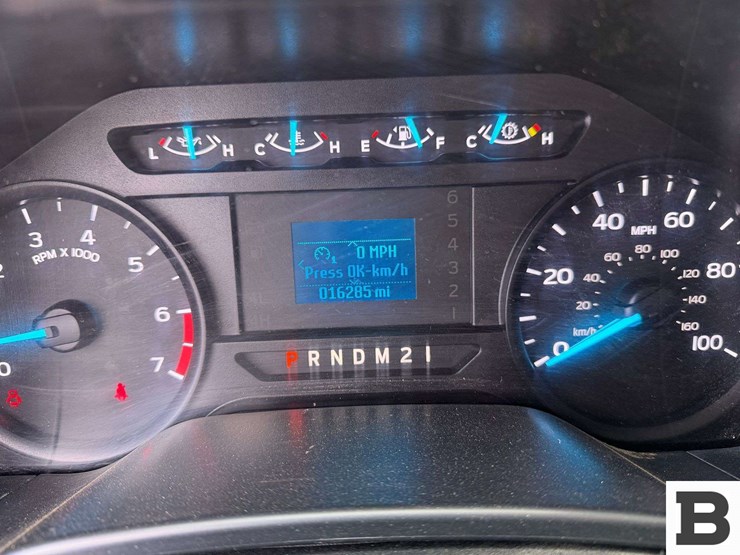 L H C H E F C H
6
5
4
3
2
1
0 MPH
Press OK-km/h
016285 mi
2 3 4 5 6 7 0
RPM X 1000
P R N D M 2 1
0 20 40 60 80 100
MPH
20 40 60 80 100 120 140 160
km/h
B